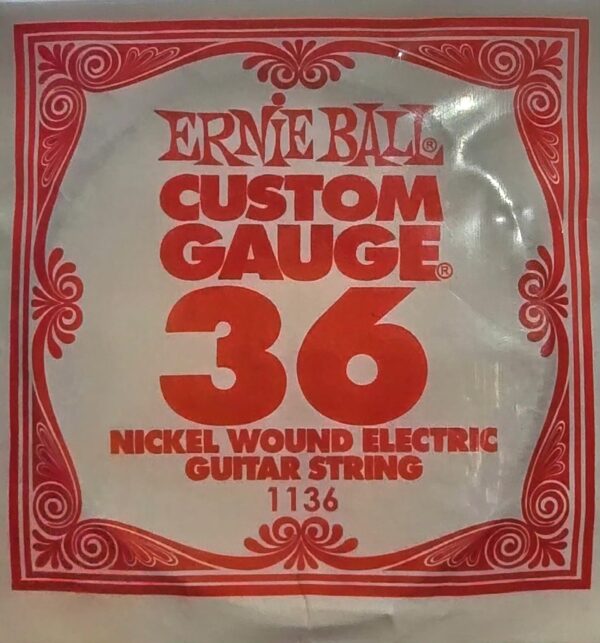 ERNIE BALL®
CUSTOM
GAUGE®
36
NICKEL WOUND ELECTRIC
GUITAR STRING
1136